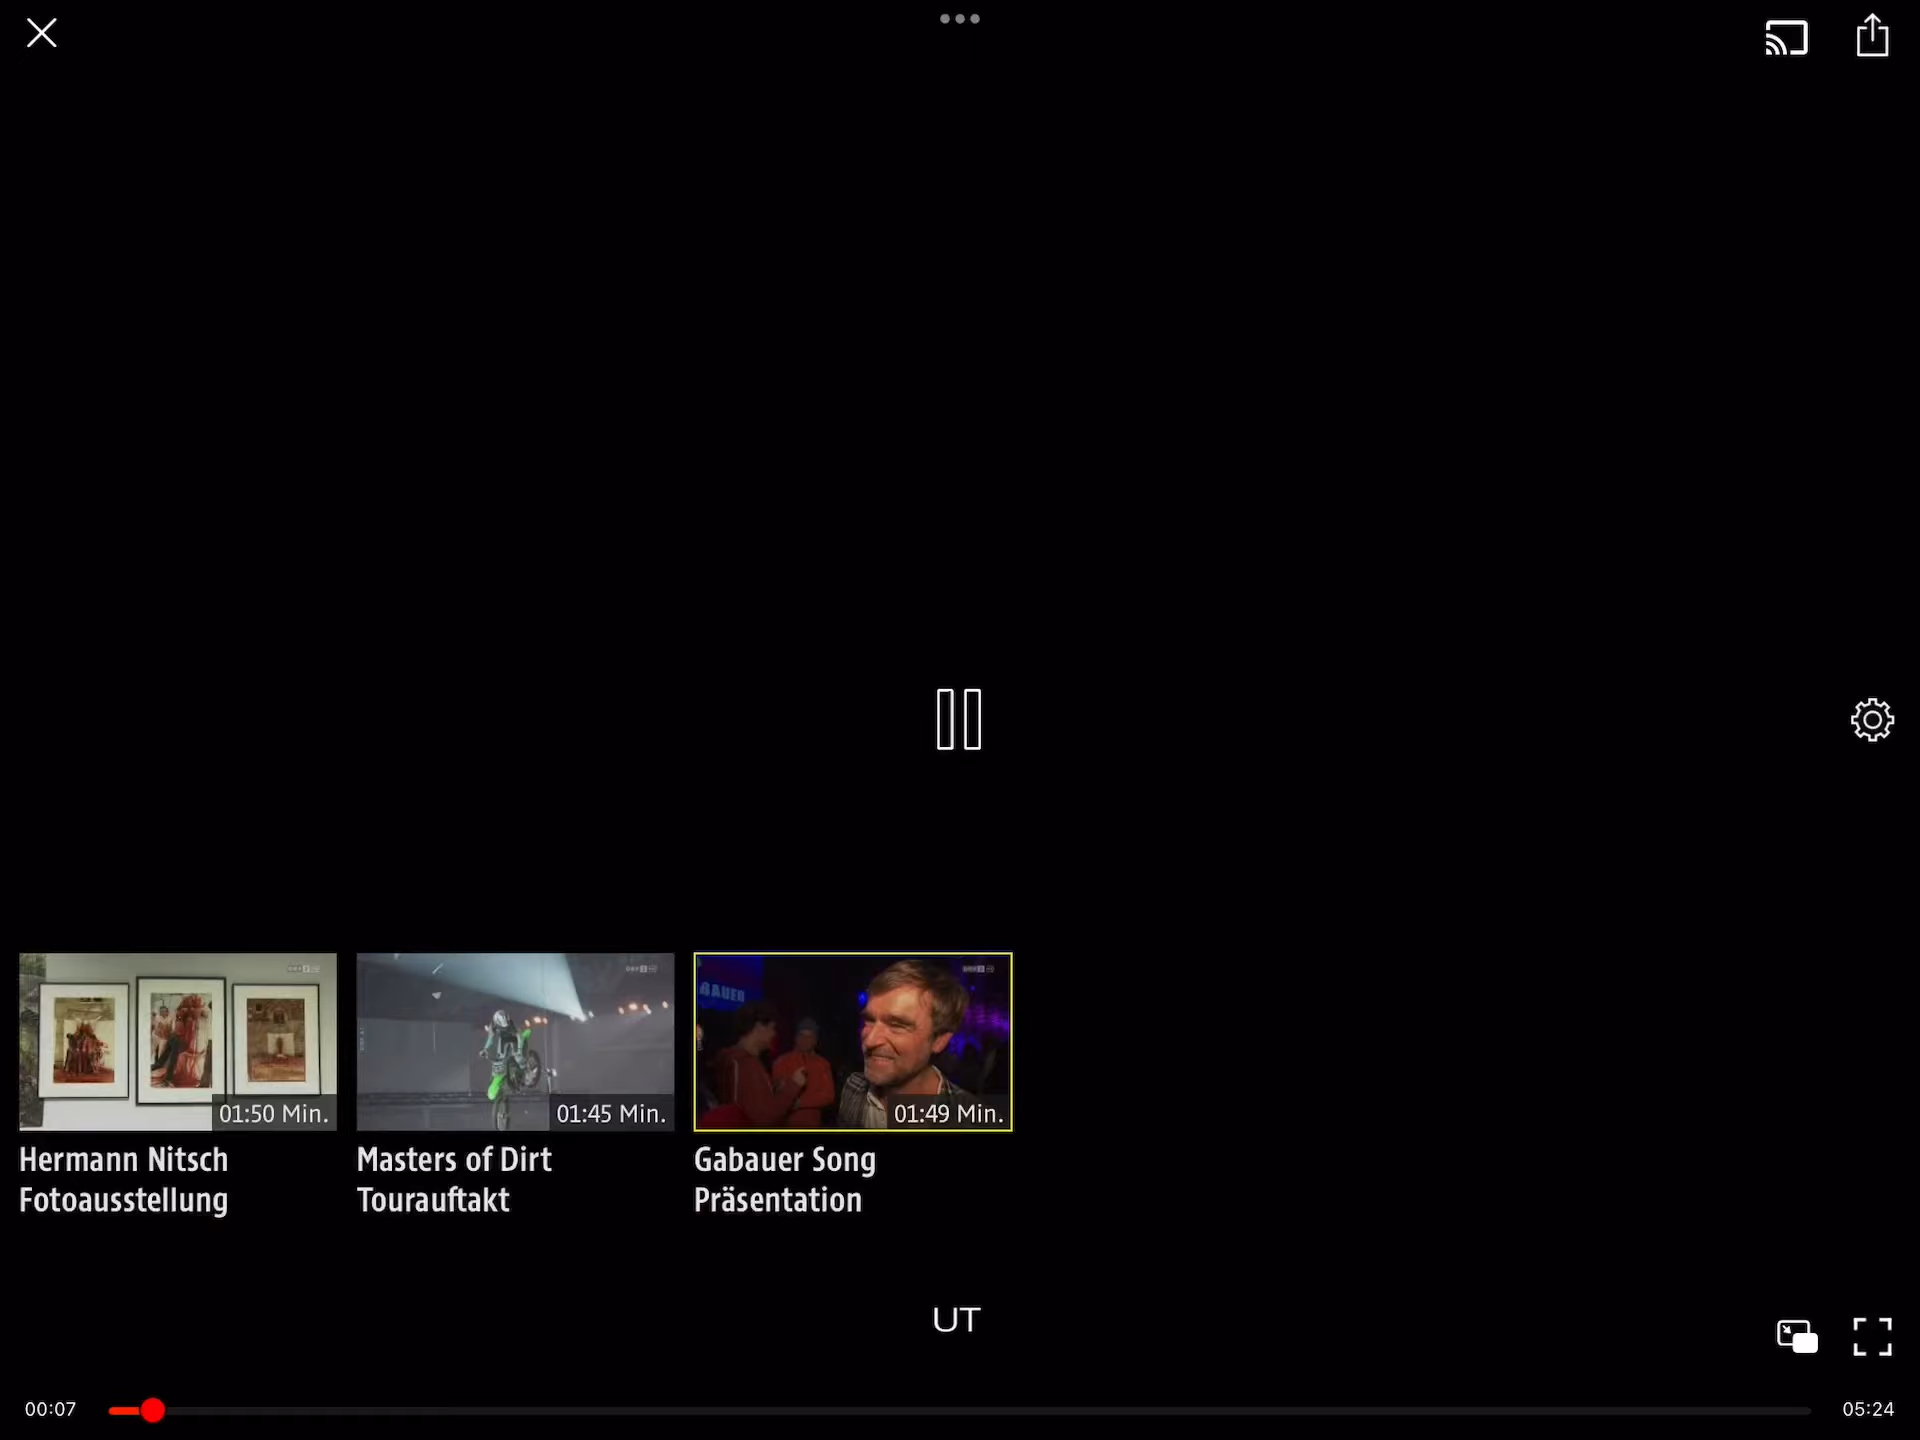 BAUER
01:50 Min.
01:45 Min.
01:49 Min.
Hermann Nitsch
Fotoausstellung
Masters of Dirt
Tourauftakt
Gabauer Song
Präsentation
UT
00:07
05:24